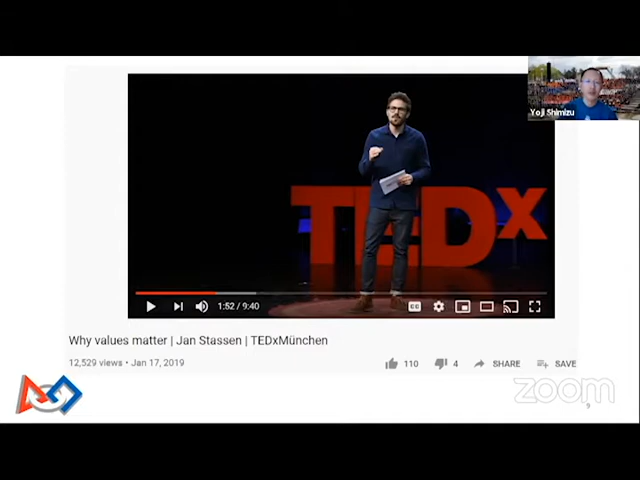 Yoji Shimizu
TEDx
1:52 / 9:40
CC
Why values matter | Jan Stassen | TEDxMünchen
12,529 views • Jan 17, 2019
110
4
SHARE
SAVE
zoom